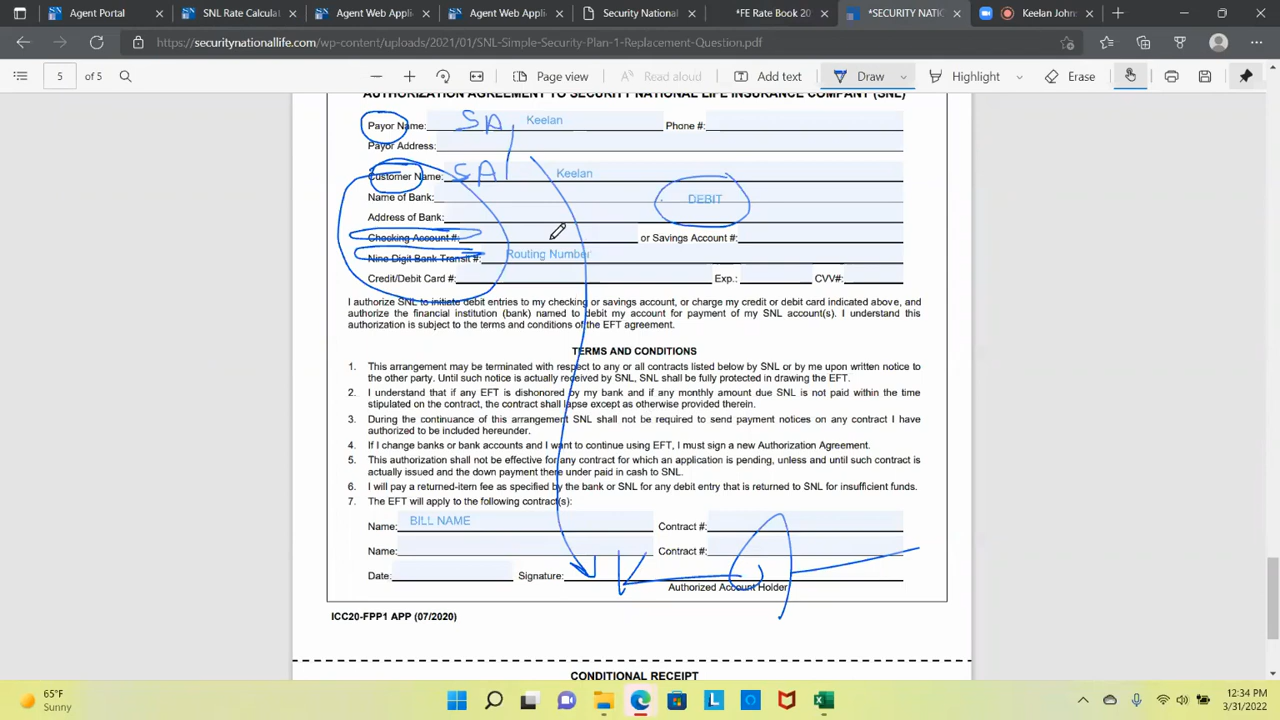 Agent Portal
SNL Rate Calculat
Agent Web Appli
Agent Web Applic
Security National
*FE Rate Book 20
*SECURITY NATIO
Keelan Johns
https://securitynationallife.com/wp-content/uploads/2021/01/SNL-Simple-Security-Plan-1-Replacement-Question.pdf
5 of 5 Page view Read aloud Add text Draw Highlight Erase
AUTHORIZATION AGREEMENT TO SECURITY NATIONAL LIFE INSURANCE COMPANY (SNL)
Payor Name: SA Keelan Phone #:
Payor Address:
Customer Name: SA Keelan
Name of Bank: DEBIT
Address of Bank:
Checking Account #: or Savings Account #:
Nine Digit Bank Transit #: Routing Number
Credit/Debit Card #: Exp.: CVV#:
I authorize SNL to initiate debit entries to my checking or savings account, or charge my credit or debit card indicated above, and
authorize the financial institution (bank) named to debit my account for payment of my SNL account(s). I understand this
authorization is subject to the terms and conditions of the EFT agreement.
TERMS AND CONDITIONS
1. This arrangement may be terminated with respect to any or all contracts listed below by SNL or by me upon written notice to
the other party. Until such notice is actually received by SNL, SNL shall be fully protected in drawing the EFT.
2. I understand that if any EFT is dishonored by my bank and if any monthly amount due SNL is not paid within the time
stipulated on the contract, the contract shall lapse except as otherwise provided therein.
3. During the continuance of this arrangement SNL shall not be required to send payment notices on any contract I have
authorized to be included hereunder.
4. If I change banks or bank accounts and I want to continue using EFT, I must sign a new Authorization Agreement.
5. This authorization shall not be effective for any contract for which an application is pending, unless and until such contract is
actually issued and the down payment there under paid in cash to SNL.
6. I will pay a returned-item fee as specified by the bank or SNL for any debit entry that is returned to SNL for insufficient funds.
7. The EFT will apply to the following contract(s):
Name: BILL NAME Contract #:
Name: Contract #:
Date: Signature:
Authorized Account Holder
ICC20-FPP1 APP (07/2020)
CONDITIONAL RECEIPT
65°F
Sunny
12:34 PM
3/31/2022